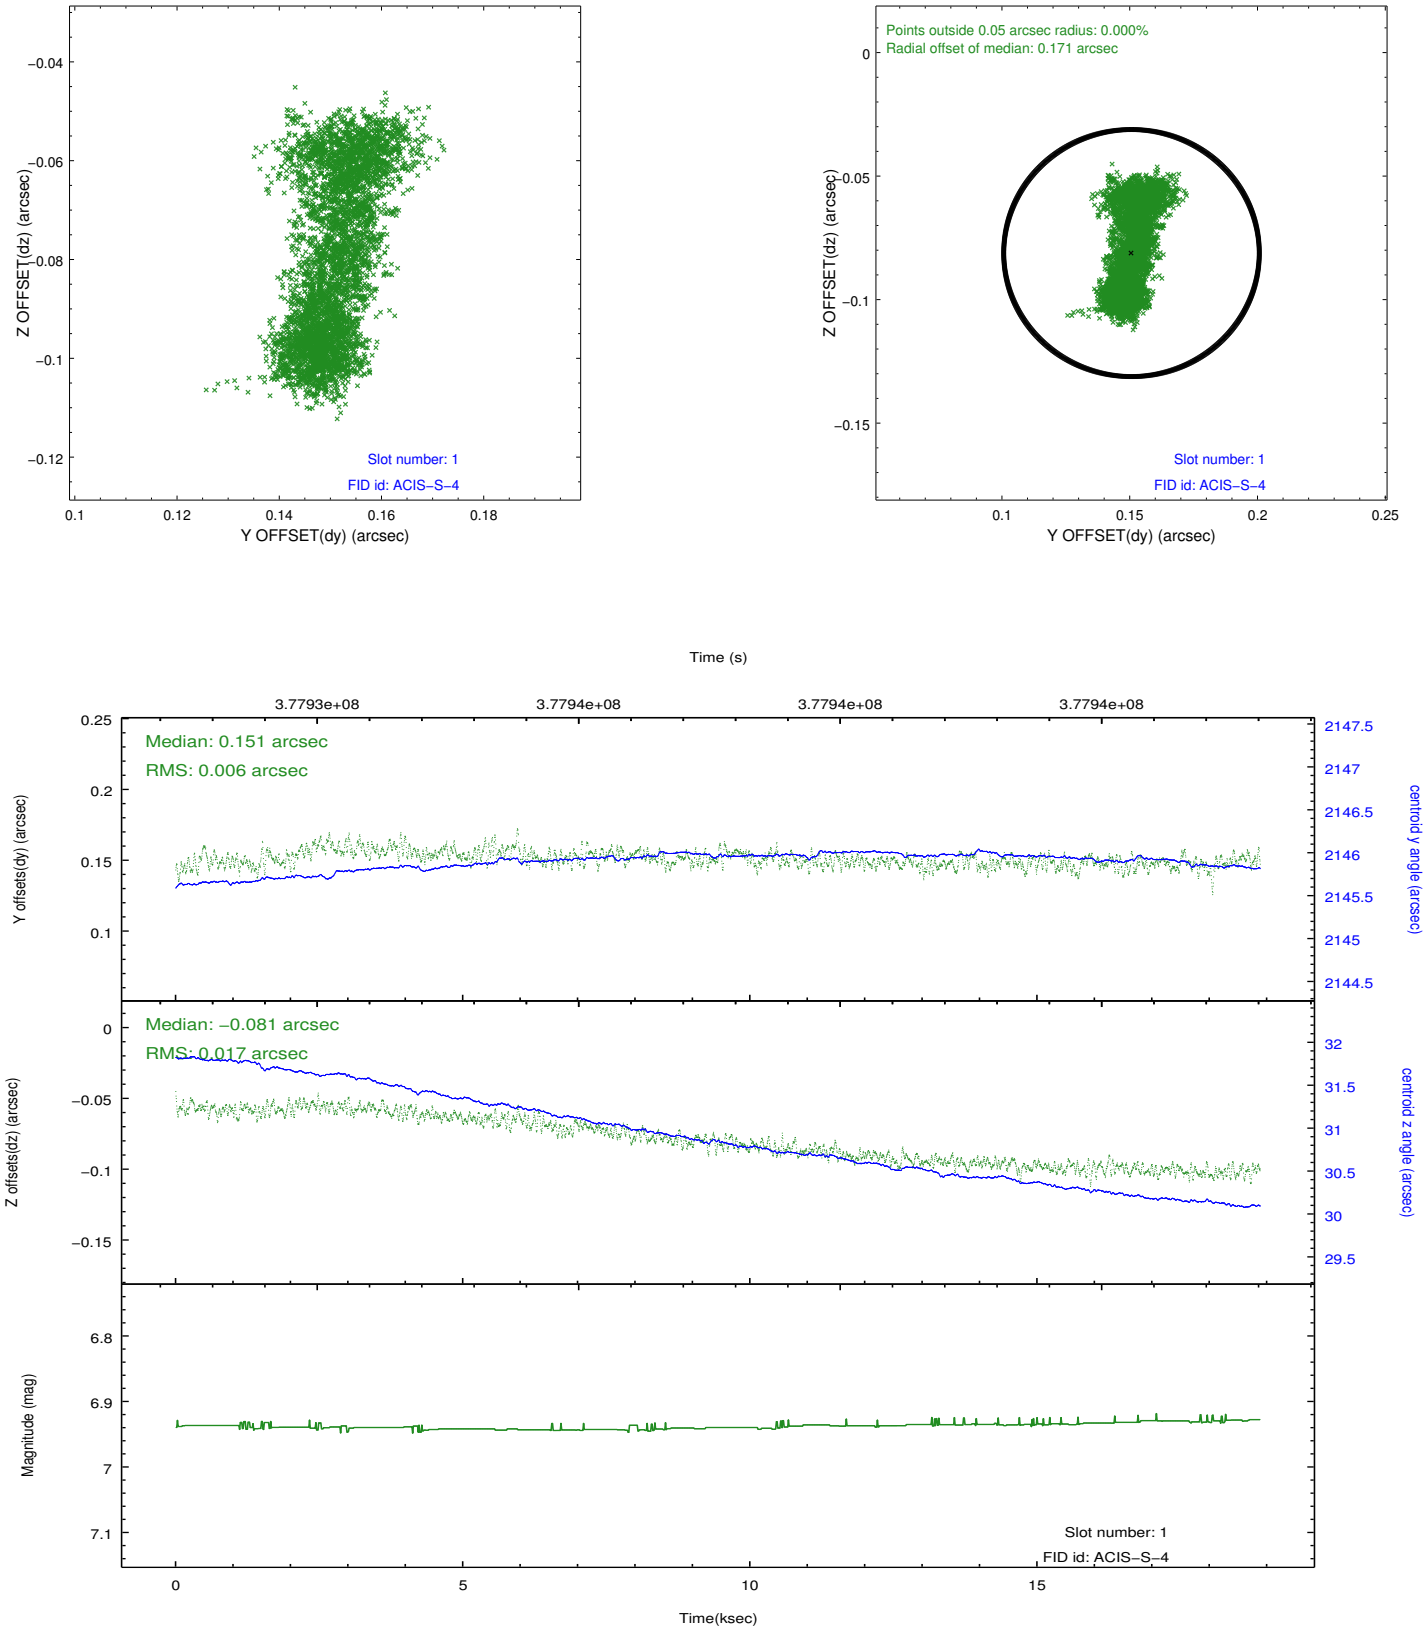 −0.04
−0.06
−0.08
−0.1
−0.12
Z OFFSET(dz) (arcsec)
Slot number: 1
FID id: ACIS−S−4
0.1 0.12 0.14 0.16 0.18
Y OFFSET(dy) (arcsec)
Points outside 0.05 arcsec radius: 0.000%
Radial offset of median: 0.171 arcsec
0
−0.05
−0.1
−0.15
Z OFFSET(dz) (arcsec)
Slot number: 1
FID id: ACIS−S−4
0.1 0.15 0.2 0.25
Y OFFSET(dy) (arcsec)
Time (s)
3.7793e+08 3.7794e+08 3.7794e+08 3.7794e+08
Median: 0.151 arcsec
RMS: 0.006 arcsec
0.25
0.2
0.15
0.1
Y offsets(dy) (arcsec)
2147.5
2147
2146.5
2146
2145.5
2145
2144.5
centroid y angle (arcsec)
Median: −0.081 arcsec
RMS: 0.017 arcsec
0
−0.05
−0.1
−0.15
Z offsets(dz) (arcsec)
32
31.5
31
30.5
30
29.5
centroid z angle (arcsec)
6.8
6.9
7
7.1
Magnitude (mag)
Slot number: 1
FID id: ACIS−S−4
0 5 10 15
Time(ksec)